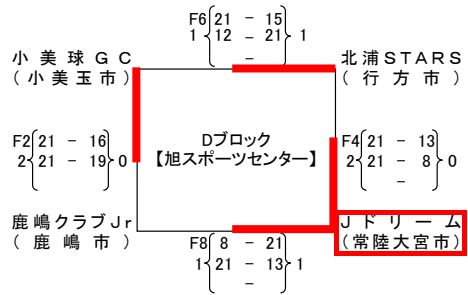 F6 21 － 15
1 12 － 21 1
－
小美球ＧＣ
（小美玉市）
北浦ＳＴＡＲＳ
（行方市）
F2 21 － 16
2 21 － 19 0
－
Dブロック
【旭スポーツセンター】
F4 21 － 13
2 21 － 8 0
－
鹿嶋クラブＪｒ
（鹿嶋市）
Ｊドリーム
（常陸大宮市）
F8 8 － 21
1 21 － 13 1
－